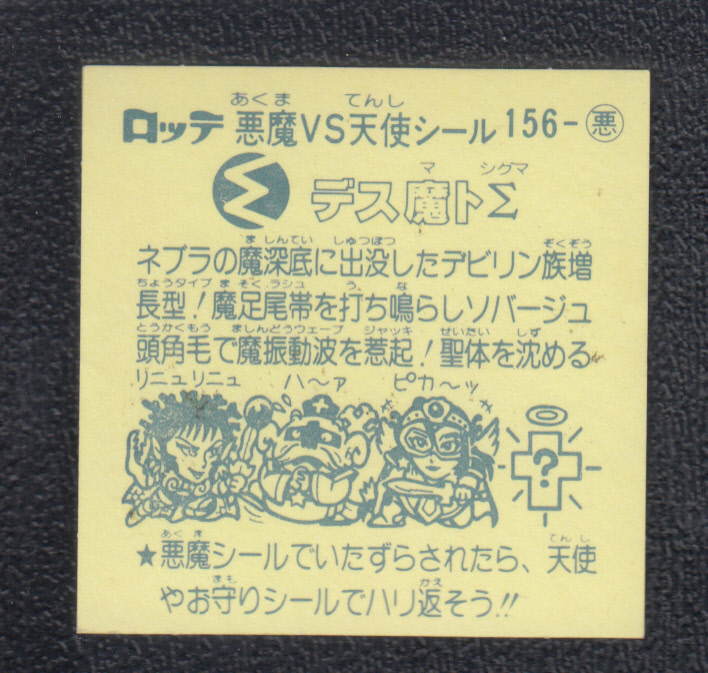 ロッテ 悪魔VS天使シール 156-悪
あくま てんし
デス魔トΣ
マ シグマ
ネブラの魔深底に出没したデビリン族増
ま しんてい しゅつぼつ ぞくぞう
長型！魔足尾帯を打ち鳴らしソバージュ
ちょうタイプ ま そくラシュ う な
頭角毛で魔振動波を惹起！聖体を沈める
とうかくもう ましんどうウェーブ ジャッキ せいたい しず
リニュリニュ ハ〜ァ ピカ〜ッ
?
★悪魔シールでいたずらされたら、天使
あくま てんし
やお守りシールでハリ返そう!!
まも かえ